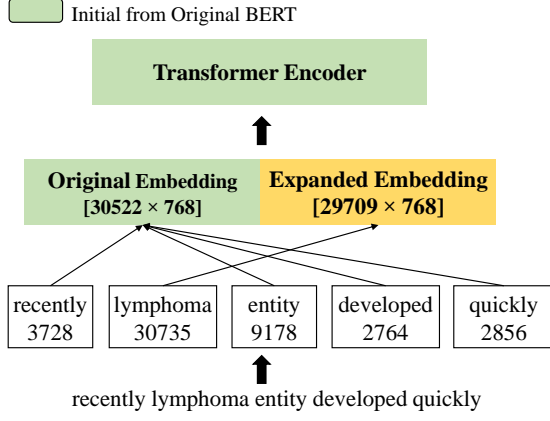 Initial from Original BERT
Transformer Encoder
Original Embedding
[30522 × 768]
Expanded Embedding
[29709 × 768]
recently
3728
lymphoma
30735
entity
9178
developed
2764
quickly
2856
recently lymphoma entity developed quickly